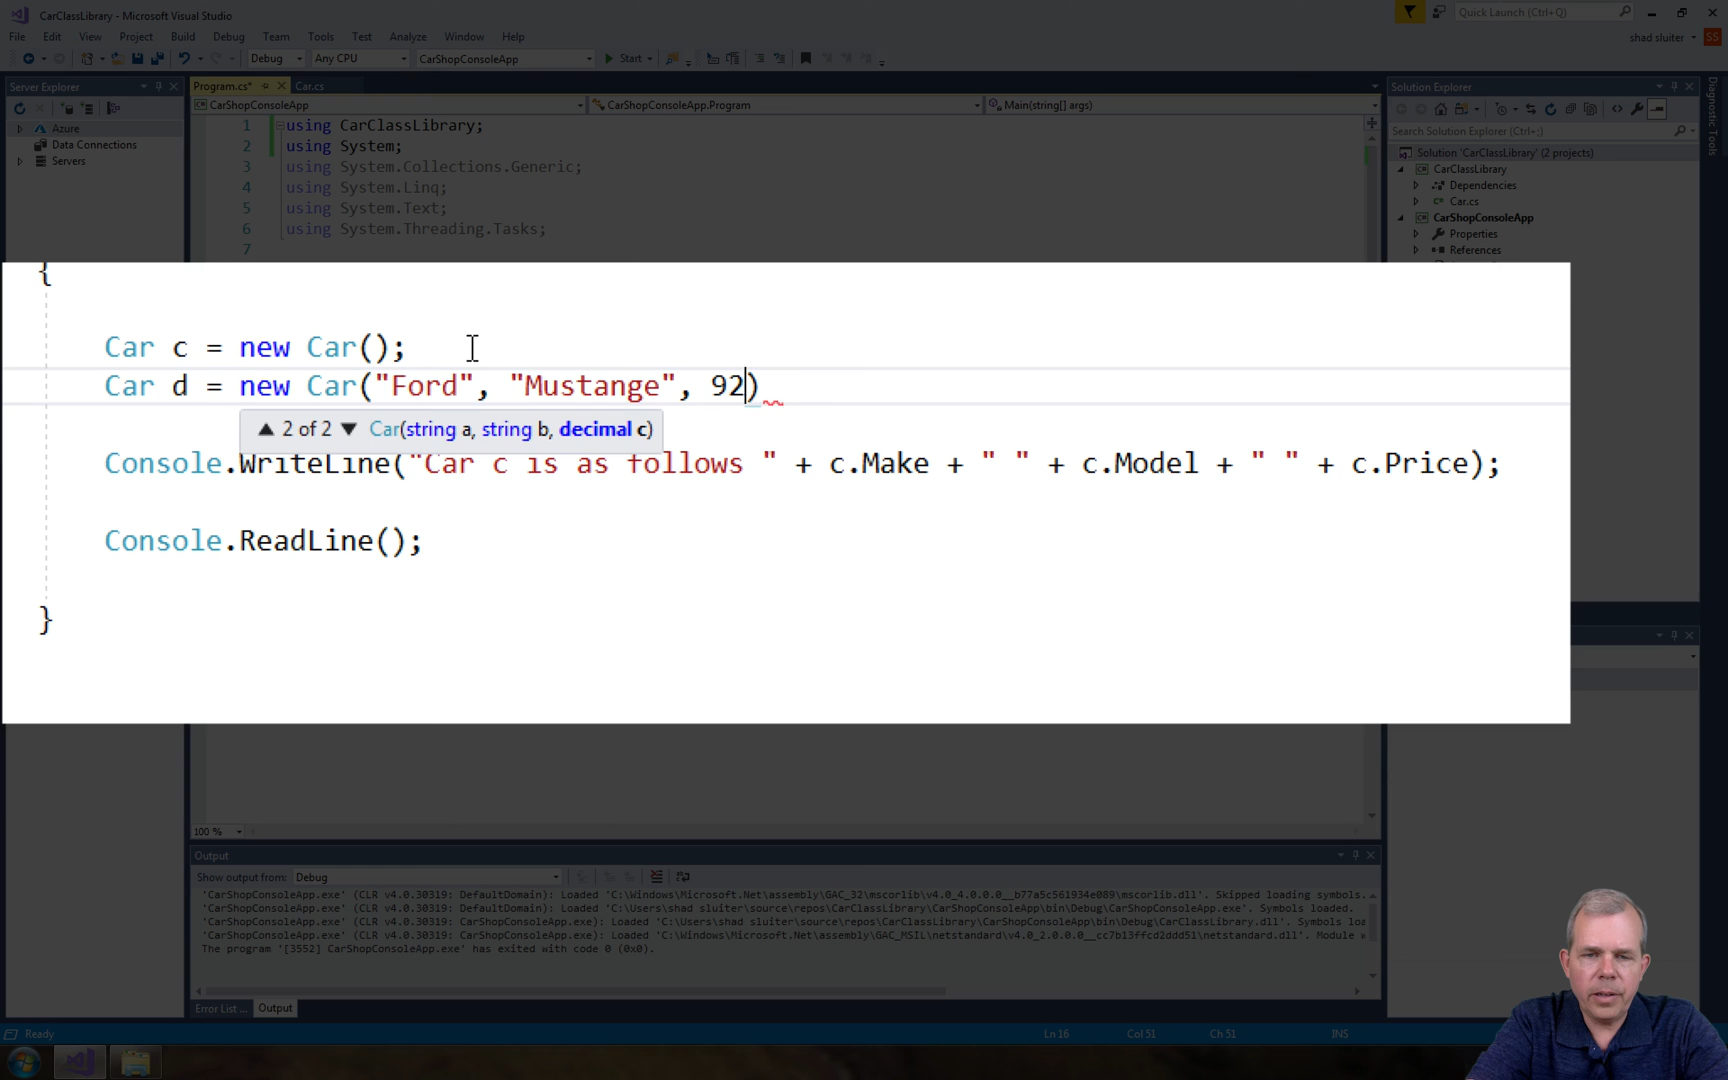 CarClassLibrary - Microsoft Visual Studio
Quick Launch (Ctrl+Q)
File Edit View Project Build Debug Team Tools Test Analyze Window Help
shad sluiter SS
Debug Any CPU CarShopConsoleApp Start
Server Explorer
Program.cs* Car.cs
Solution Explorer
Diagnostic Tools
CarShopConsoleApp CarShopConsoleApp.Program Main(string[] args)
Azure
Data Connections
Servers
Search Solution Explorer (Ctrl+;)
Solution 'CarClassLibrary' (2 projects)
CarClassLibrary
Dependencies
Car.cs
CarShopConsoleApp
Properties
References
1 using CarClassLibrary;
2 using System;
3 using System.Collections.Generic;
4 using System.Linq;
5 using System.Text;
6 using System.Threading.Tasks;
7
{
Car c = new Car();
Car d = new Car("Ford", "Mustange", 92)
2 of 2 Car(string a, string b, decimal c)
Console.WriteLine("Car c is as follows " + c.Make + " " + c.Model + " " + c.Price);
Console.ReadLine();
}
100 %
Output
Show output from: Debug
'CarShopConsoleApp.exe' (CLR v4.0.30319: DefaultDomain): Loaded 'C:\Windows\Microsoft.Net\assembly\GAC_32\mscorlib\v4.0_4.0.0.0__b77a5c561934e089\mscorlib.dll'. Skipped loading symbols.
'CarShopConsoleApp.exe' (CLR v4.0.30319: DefaultDomain): Loaded 'C:\Users\shad sluiter\source\repos\CarClassLibrary\CarShopConsoleApp\bin\Debug\CarShopConsoleApp.exe'. Symbols loaded.
'CarShopConsoleApp.exe' (CLR v4.0.30319: CarShopConsoleApp.exe): Loaded 'C:\Users\shad sluiter\source\repos\CarClassLibrary\CarShopConsoleApp\bin\Debug\CarClassLibrary.dll'. Symbols loa
'CarShopConsoleApp.exe' (CLR v4.0.30319: CarShopConsoleApp.exe): Loaded 'C:\Windows\Microsoft.Net\assembly\GAC_MSIL\netstandard\v4.0_2.0.0.0__cc7b13ffcd2ddd51\netstandard.dll'. Module
The program '[3552] CarShopConsoleApp.exe' has exited with code 0 (0x0).
Error List ... Output
Ready Ln 16 Col 51 Ch 51 INS